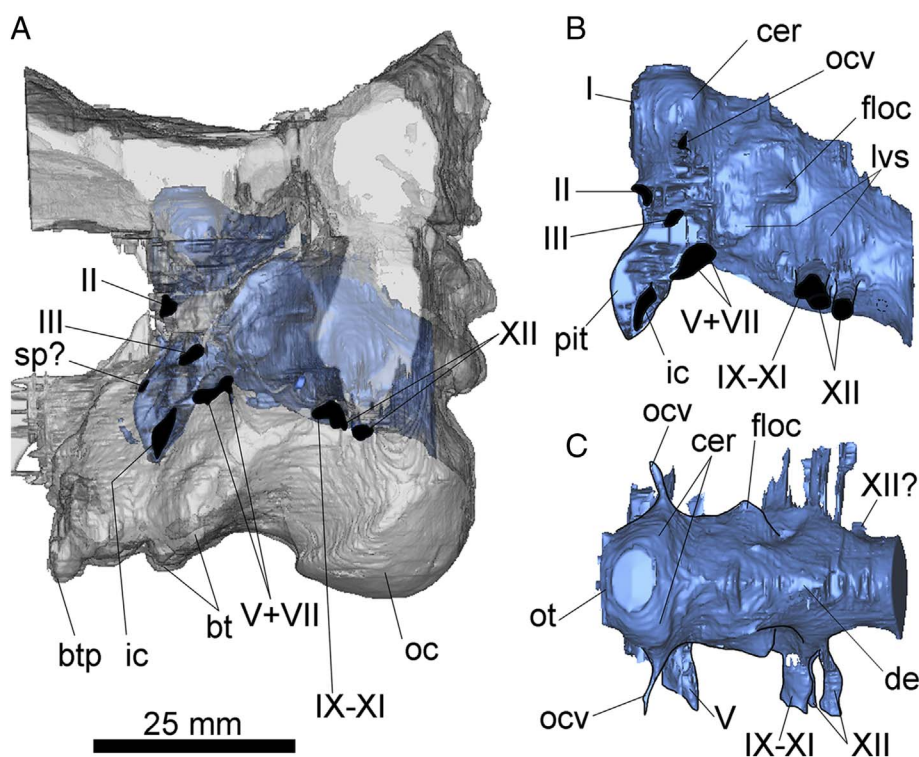 A
II
III
sp?
XII
btp
ic
bt
V+VII
oc
IX-XI
25 mm
B
cer
ocv
I
floc
lvs
II
III
pit
ic
V+VII
IX-XI
XII
C
ocv
cer
floc
XII?
ot
de
ocv
V
IX-XI
XII